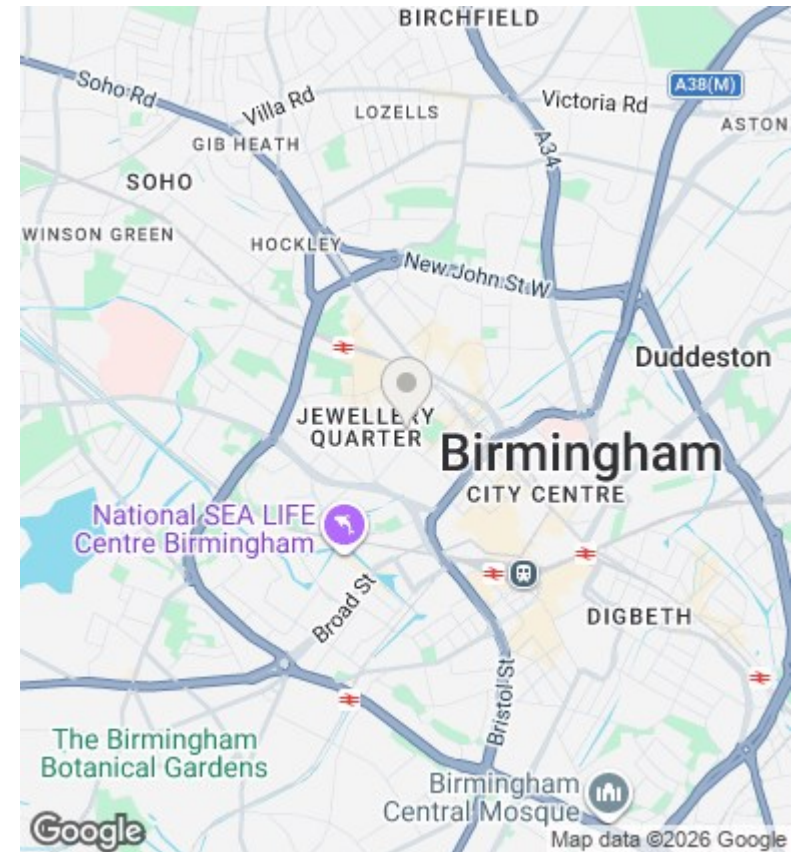 BIRCHFIELD
Soho Rd
Villa Rd
LOZELLS
Victoria Rd
A38(M)
ASTON
GIB HEATH
A34
SOHO
WINSON GREEN
HOCKLEY
New John St W
Duddeston
JEWELLERY
QUARTER
Birmingham
CITY CENTRE
National SEA LIFE
Centre Birmingham
Broad St
DIGBETH
Bristol St
The Birmingham
Botanical Gardens
Birmingham
Central Mosque
Google
Map data ©2026 Google